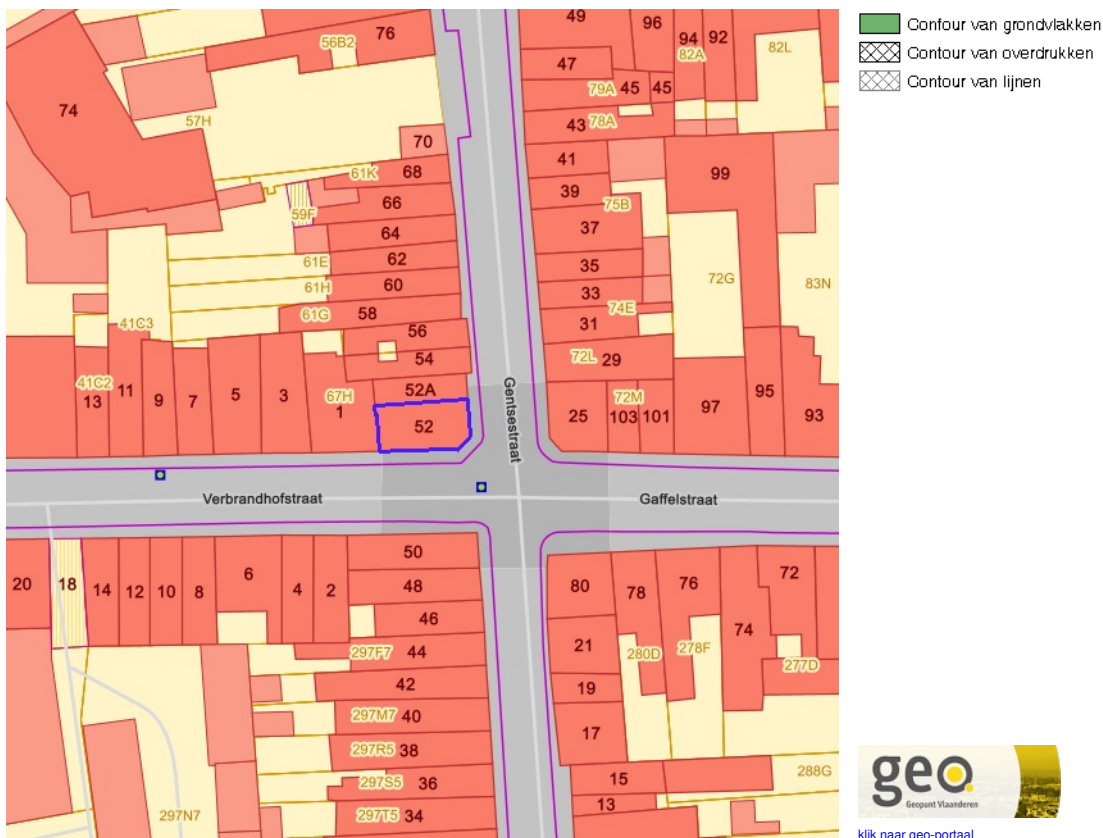 49
96
94
92
82L
76
56B2
82A
47
79A
45
45
74
57H
43
78A
70
41
99
61K
68
39
66
59F
75B
37
64
61E
62
35
72G
83N
61H
60
33
74E
61G
58
31
41C3
56
72L
29
54
41C2
13
11
9
7
5
3
67H
1
52A
52
Gentsestraat
25
72M
103
101
97
95
93
Verbrandhofstraat
Gaffelstraat
50
20
18
14
12
10
8
6
4
2
48
80
78
76
72
46
74
21
297F7
44
280D
278F
277D
42
19
297M7
40
17
297R5
38
15
288G
297S5
36
13
297N7
297T5
34
Contour van grondvlakken
Contour van overdrukken
Contour van lijnen
geo
Geopunt Vlaanderen
klik naar geo-portaal